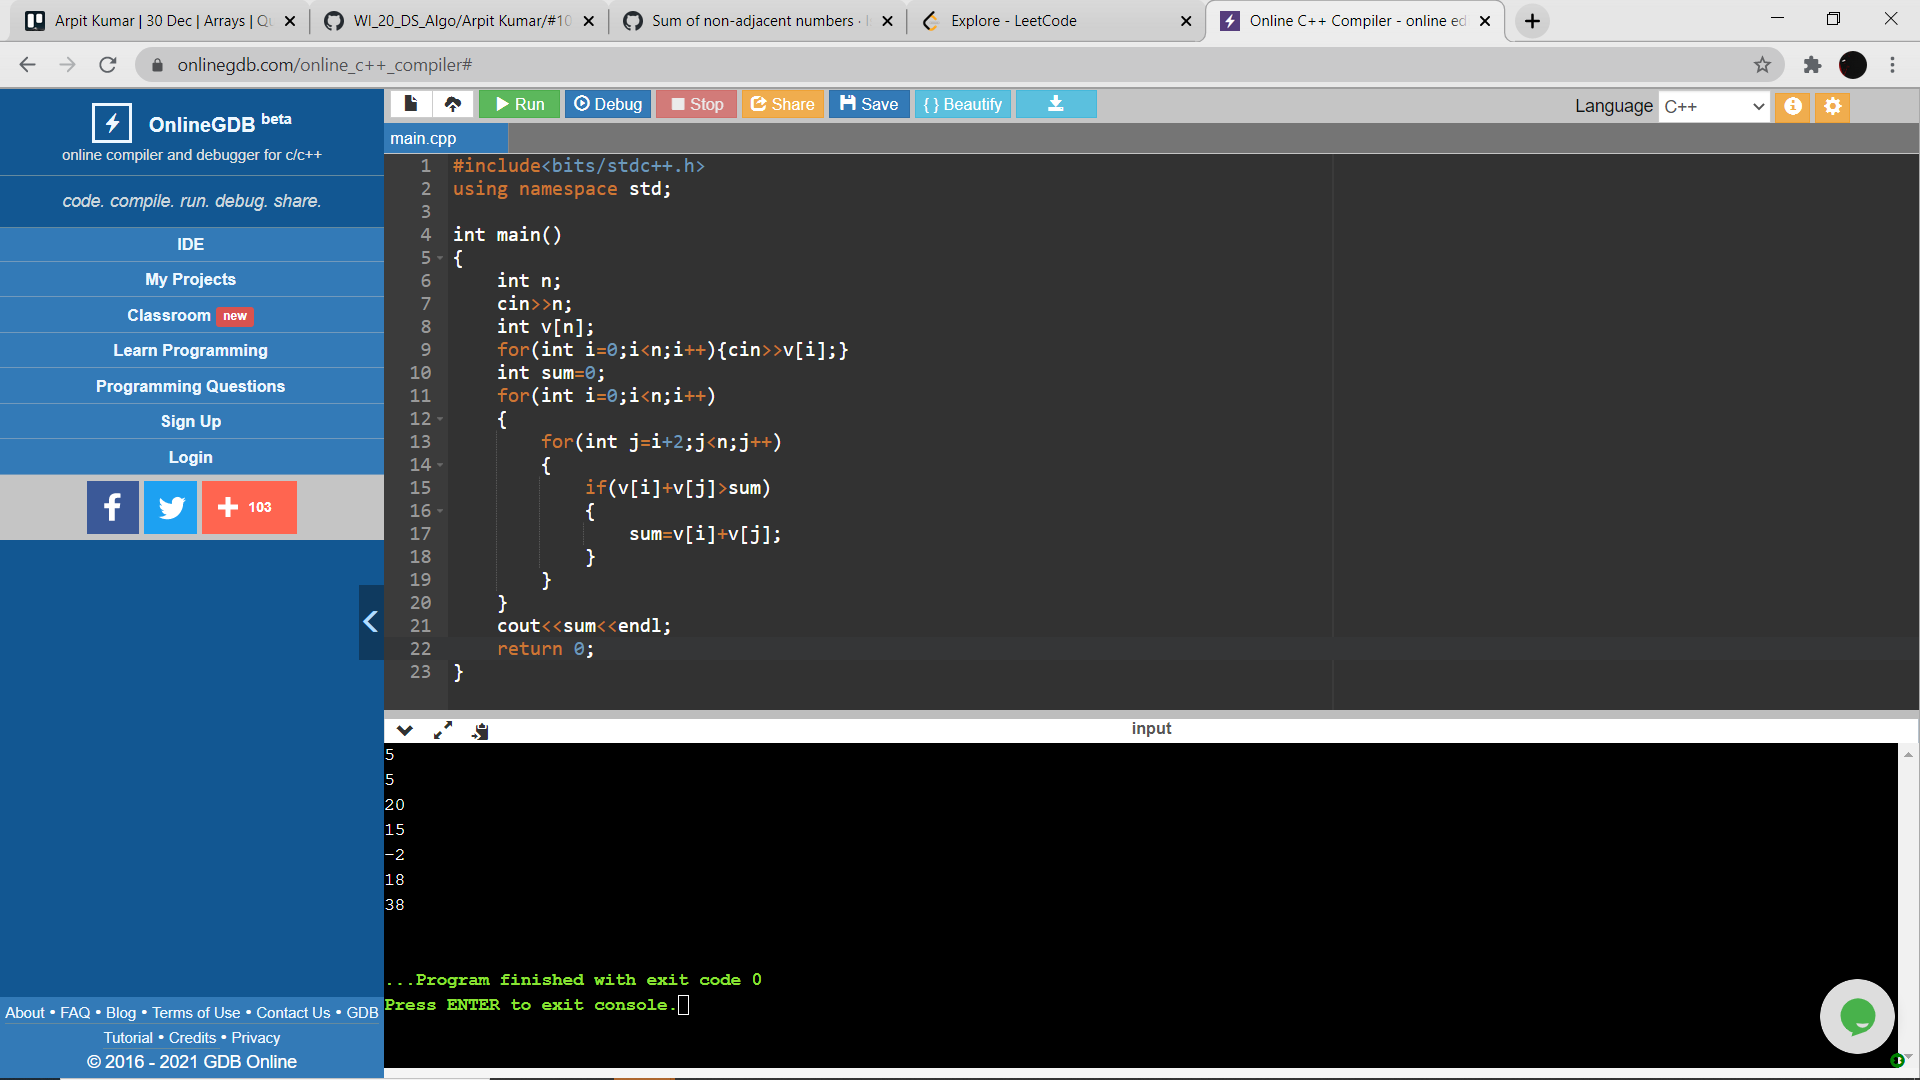 Arpit Kumar | 30 Dec | Arrays | Qu
WI_20_DS_Algo/Arpit Kumar/#10
Sum of non-adjacent numbers ·
Explore - LeetCode
Online C++ Compiler - online ed
onlinegdb.com/online_c++_compiler#
OnlineGDB beta
online compiler and debugger for c/c++
code. compile. run. debug. share.
IDE
My Projects
Classroom new
Learn Programming
Programming Questions
Sign Up
Login
103
About • FAQ • Blog • Terms of Use • Contact Us • GDB
Tutorial • Credits • Privacy
© 2016 - 2021 GDB Online
Run Debug Stop Share Save { } Beautify
Language C++
main.cpp
1 #include<bits/stdc++.h>
2 using namespace std;
3
4 int main()
5 {
6 int n;
7 cin>>n;
8 int v[n];
9 for(int i=0;i<n;i++){cin>>v[i];}
10 int sum=0;
11 for(int i=0;i<n;i++)
12 {
13 for(int j=i+2;j<n;j++)
14 {
15 if(v[i]+v[j]>sum)
16 {
17 sum=v[i]+v[j];
18 }
19 }
20 }
21 cout<<sum<<endl;
22 return 0;
23 }
input
5
5
20
15
-2
18
38
...Program finished with exit code 0
Press ENTER to exit console.